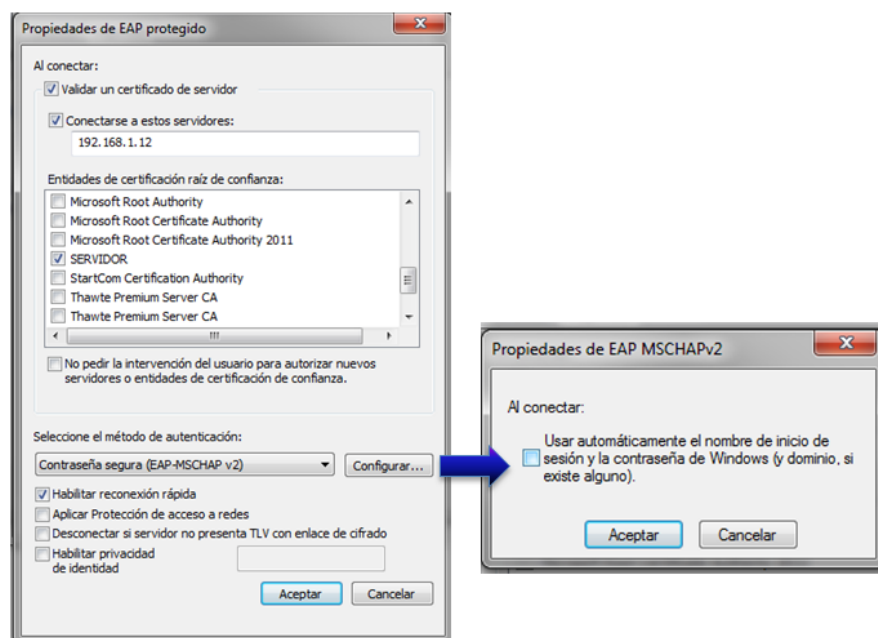 Propiedades de EAP protegido
Al conectar:
Validar un certificado de servidor
Conectarse a estos servidores:
192.168.1.12
Entidades de certificación raíz de confianza:
Microsoft Root Authority
Microsoft Root Certificate Authority
Microsoft Root Certificate Authority 2011
SERVIDOR
StartCom Certification Authority
Thawte Premium Server CA
Thawte Premium Server CA
No pedir la intervención del usuario para autorizar nuevos
servidores o entidades de certificación de confianza.
Seleccione el método de autenticación:
Contraseña segura (EAP-MSCHAP v2)
Configurar...
Habilitar reconexión rápida
Aplicar Protección de acceso a redes
Desconectar si servidor no presenta TLV con enlace de cifrado
Habilitar privacidad
de identidad
Aceptar
Cancelar
Propiedades de EAP MSCHAPv2
Al conectar:
Usar automáticamente el nombre de inicio de
sesión y la contraseña de Windows (y dominio, si
existe alguno).
Aceptar
Cancelar